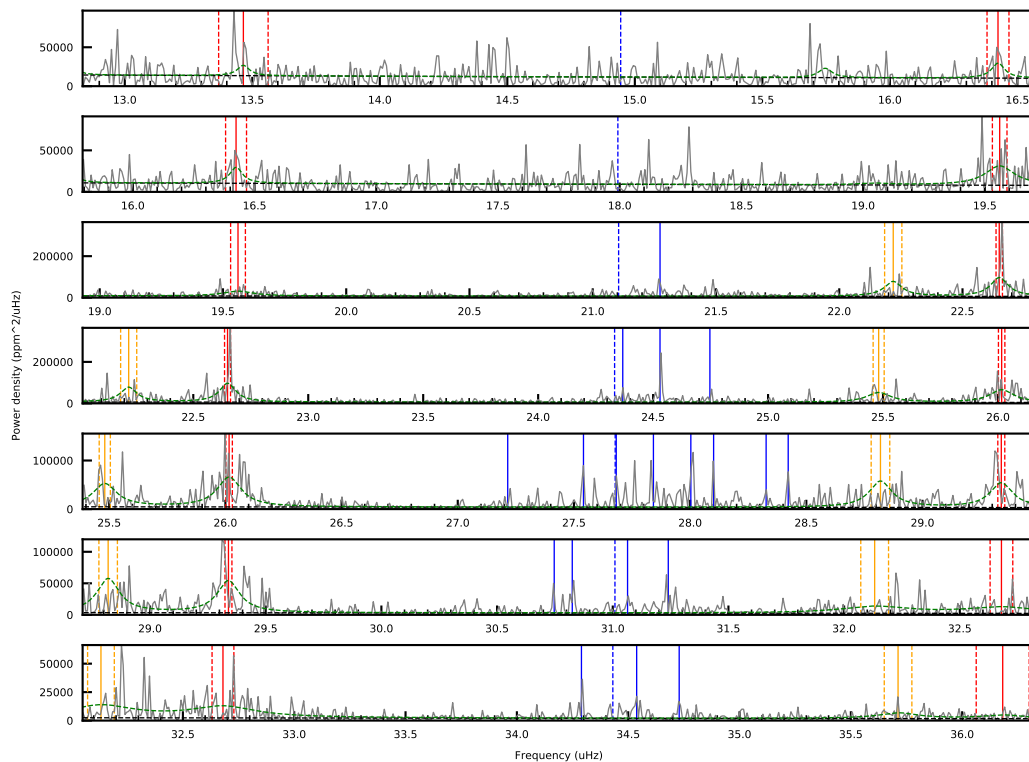 50000
0
13.0 13.5 14.0 14.5 15.0 15.5 16.0 16.5
50000
0
16.0 16.5 17.0 17.5 18.0 18.5 19.0 19.5
200000
0
19.0 19.5 20.0 20.5 21.0 21.5 22.0 22.5
200000
0
22.5 23.0 23.5 24.0 24.5 25.0 25.5 26.0
Power density (ppm^2/uHz)
100000
0
25.5 26.0 26.5 27.0 27.5 28.0 28.5 29.0
100000
50000
0
29.0 29.5 30.0 30.5 31.0 31.5 32.0 32.5
50000
25000
0
32.5 33.0 33.5 34.0 34.5 35.0 35.5 36.0
Frequency (uHz)